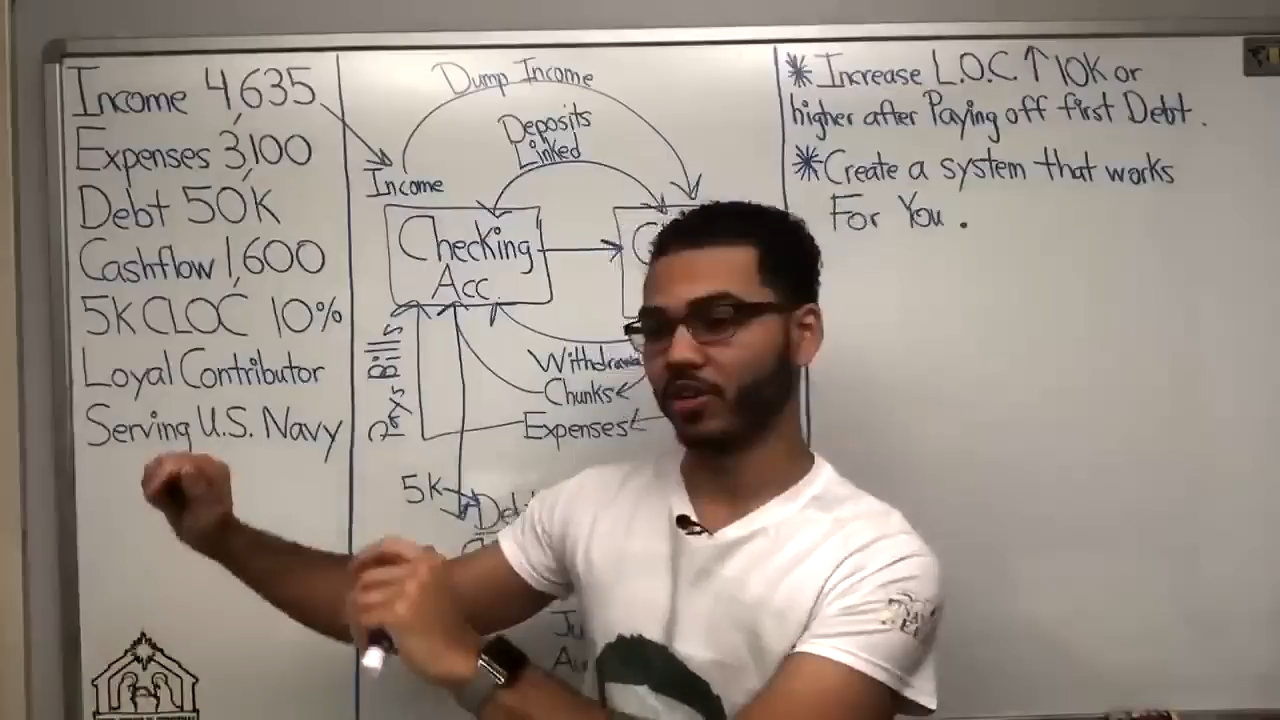 Income 4,635
Expenses 3,100
Debt 50K
Cashflow 1,600
5K CLOC 10%
Loyal Contributor
Serving U.S. Navy
Dump Income
Deposits
Linked
Income
Checking
Acc.
Pays Bills
Chunks
Expenses
5K
* Increase L.O.C. ↑ 10K or
higher after Paying off first Debt.
* Create a system that works
For You.